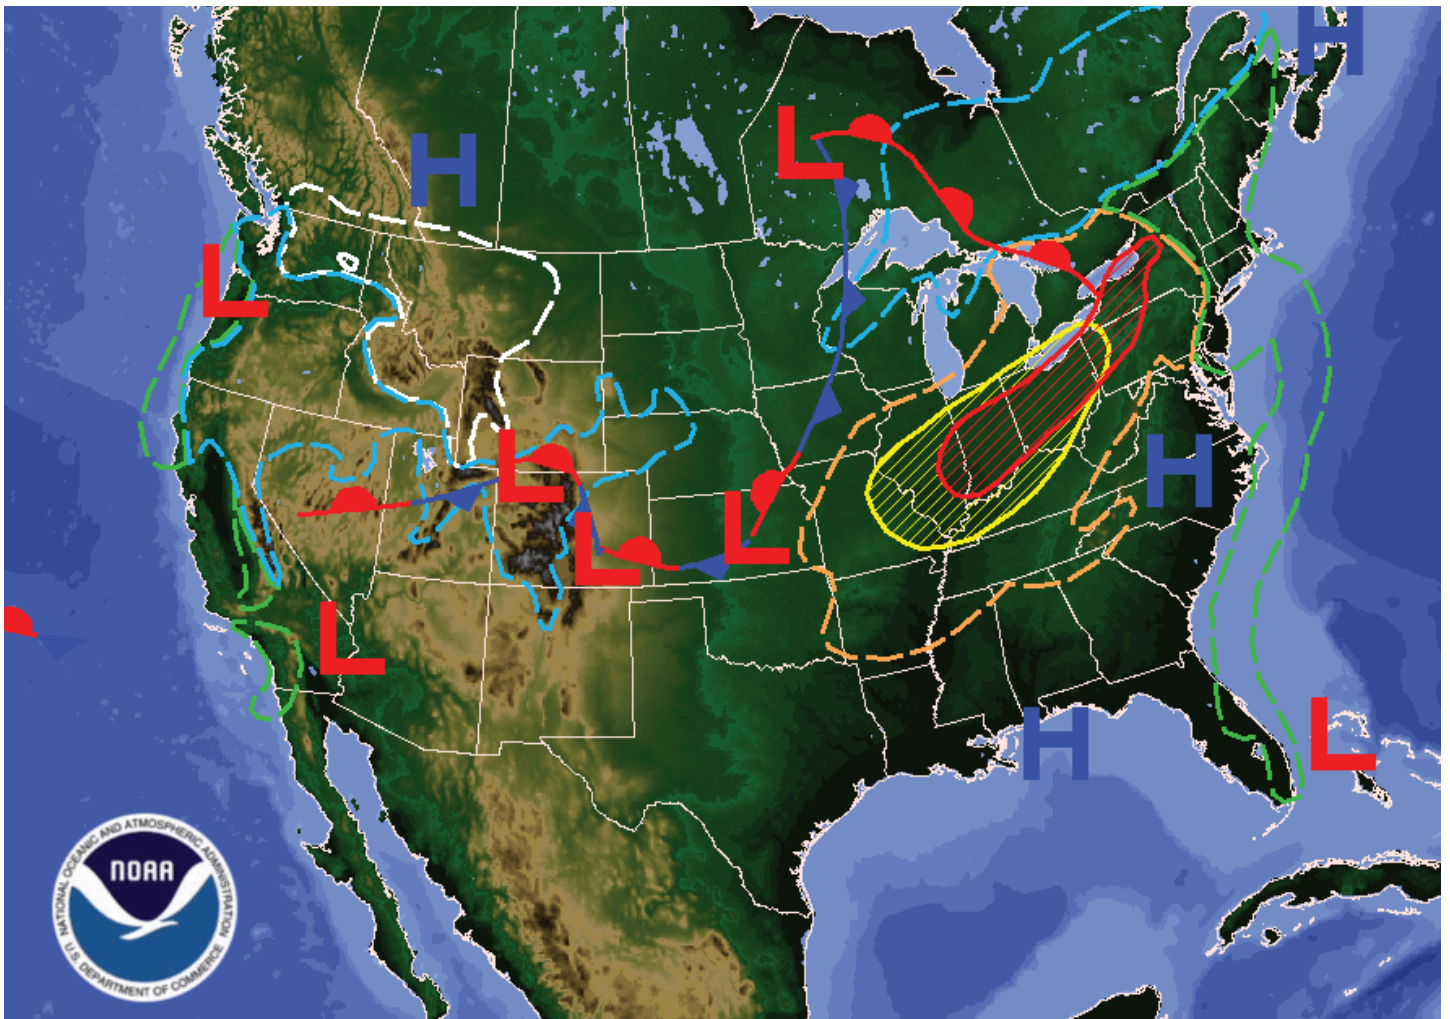 H
H
L
H
L
L
H
L
L
L
L
H
L
NOAA
NATIONAL OCEANIC AND ATMOSPHERIC ADMINISTRATION
U.S. DEPARTMENT OF COMMERCE